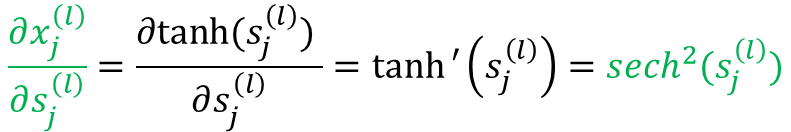 ∂x_j^(l)/∂s_j^(l) = ∂tanh(s_j^(l))/∂s_j^(l) = tanh′(s_j^(l)) = sech²(s_j^(l))